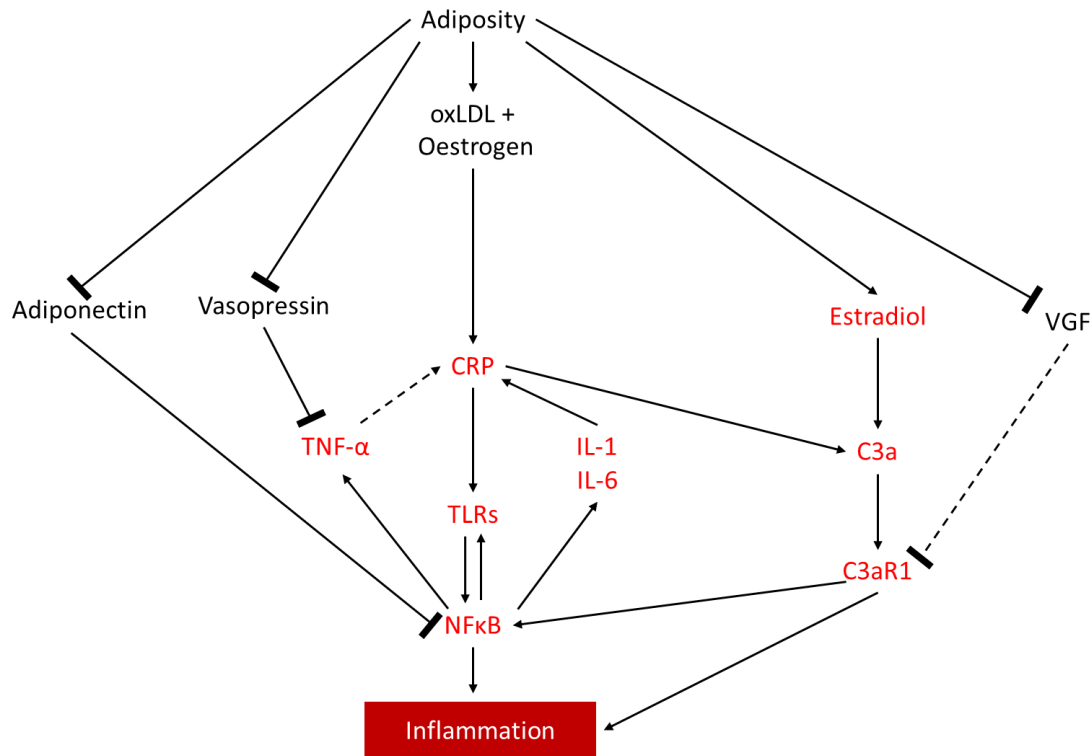 Adiposity
oxLDL +
Oestrogen
Adiponectin
Vasopressin
Estradiol
VGF
CRP
TNF-α
IL-1
IL-6
C3a
TLRs
C3aR1
NFκB
Inflammation